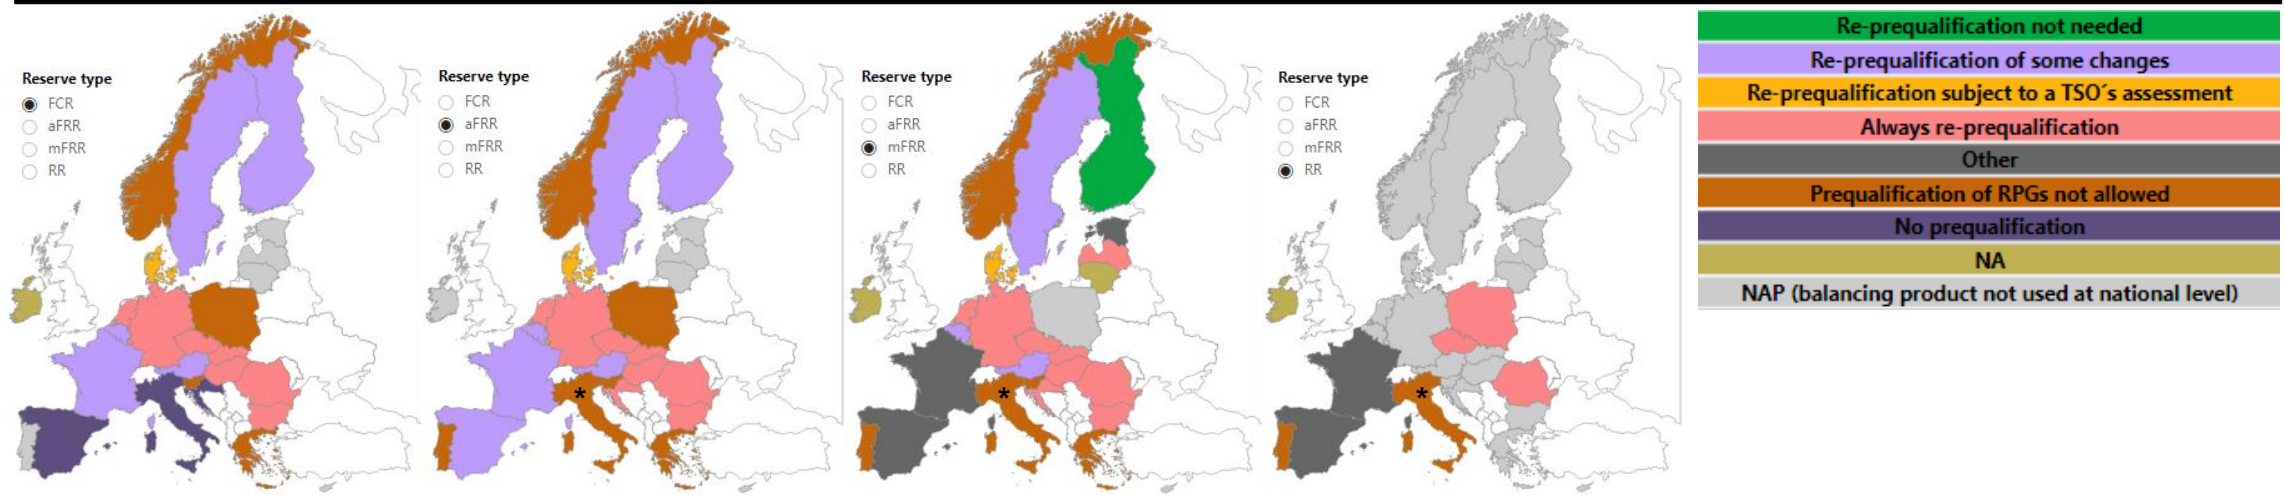 Reserve type
FCR
aFRR
mFRR
RR
Reserve type
FCR
aFRR
mFRR
RR
*
Reserve type
FCR
aFRR
mFRR
RR
*
Reserve type
FCR
aFRR
mFRR
RR
*
Re-prequalification not needed
Re-prequalification of some changes
Re-prequalification subject to a TSO´s assessment
Always re-prequalification
Other
Prequalification of RPGs not allowed
No prequalification
NA
NAP (balancing product not used at national level)